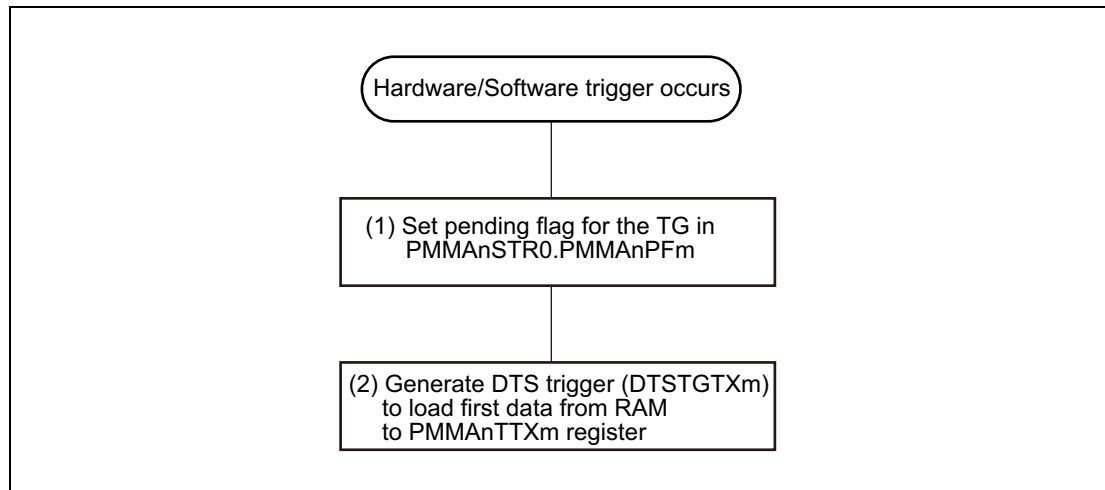 Hardware/Software trigger occurs
(1) Set pending flag for the TG in
PMMAnSTR0.PMMAnPFm
(2) Generate DTS trigger (DTSTGTXm)
to load first data from RAM
to PMMAnTTXm register